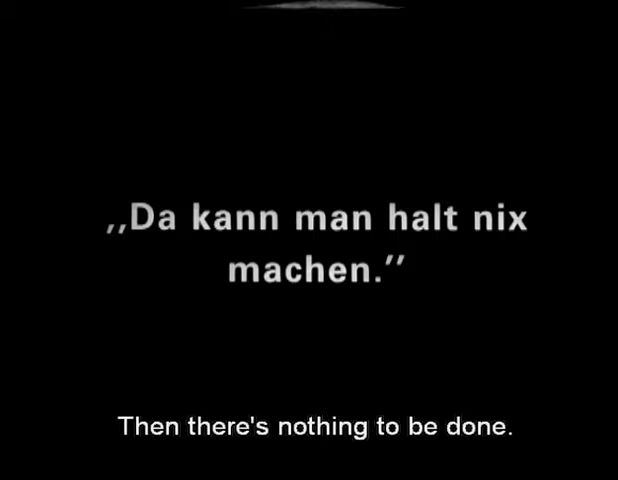 ,,Da kann man halt nix
machen.''
Then there's nothing to be done.